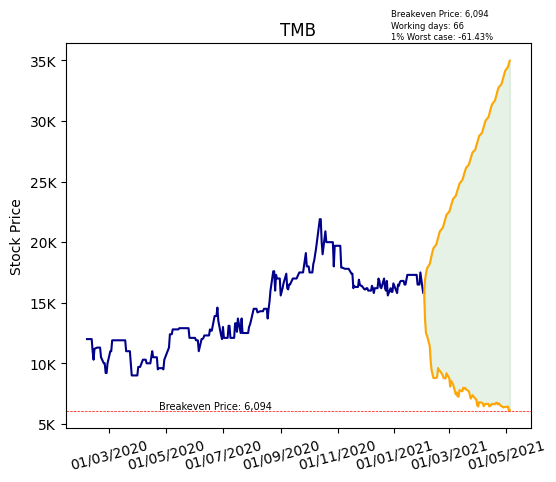 Breakeven Price: 6,094
Working days: 66
1% Worst case: -61.43%
TMB
Stock Price
35K
30K
25K
20K
15K
10K
5K
Breakeven Price: 6,094
01/03/2020
01/05/2020
01/07/2020
01/09/2020
01/11/2020
01/01/2021
01/03/2021
01/05/2021